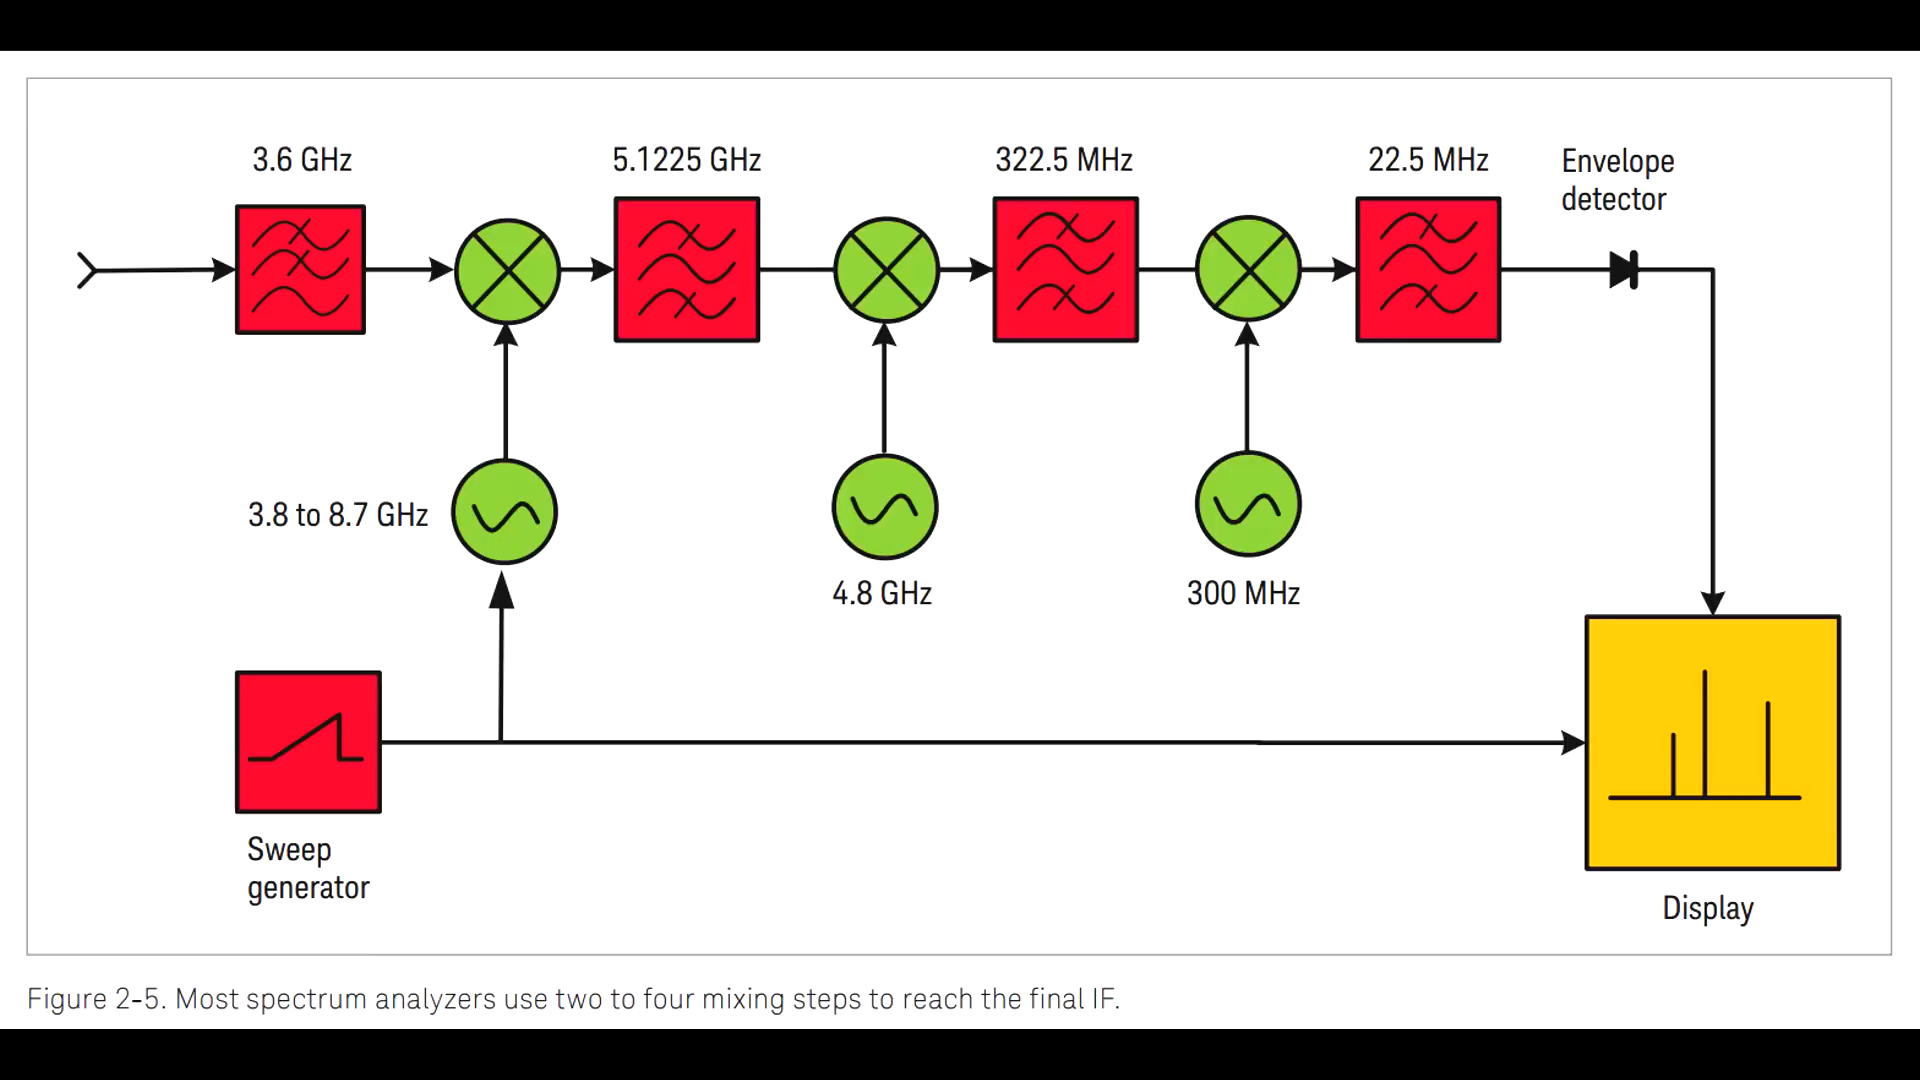 3.6 GHz
5.1225 GHz
322.5 MHz
22.5 MHz
Envelope
detector
3.8 to 8.7 GHz
4.8 GHz
300 MHz
Sweep
generator
Display
Figure 2-5. Most spectrum analyzers use two to four mixing steps to reach the final IF.